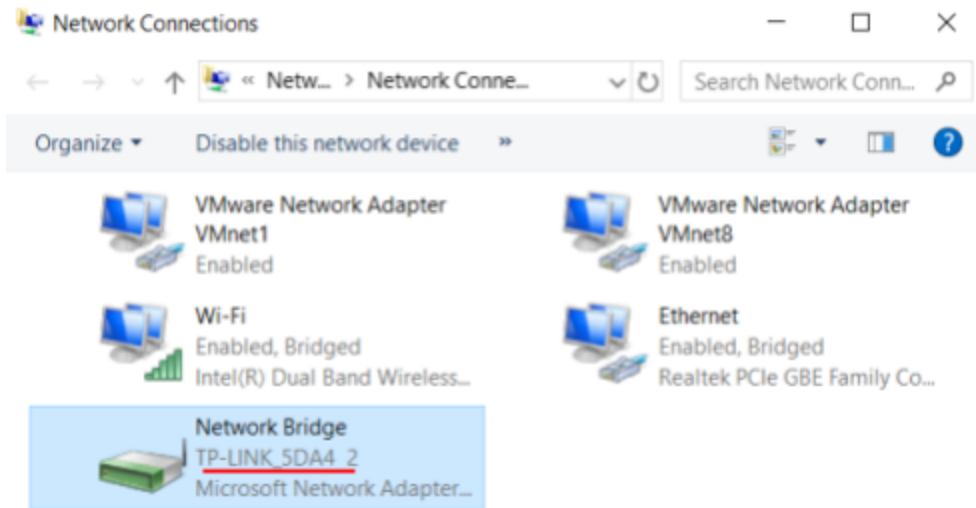 Network Connections
« Netw... > Network Conne...
Search Network Conn...
Organize
Disable this network device
»
VMware Network Adapter
VMnet1
Enabled
VMware Network Adapter
VMnet8
Enabled
Wi-Fi
Enabled, Bridged
Intel(R) Dual Band Wireless...
Ethernet
Enabled, Bridged
Realtek PCIe GBE Family Co...
Network Bridge
TP-LINK_5DA4 2
Microsoft Network Adapter...